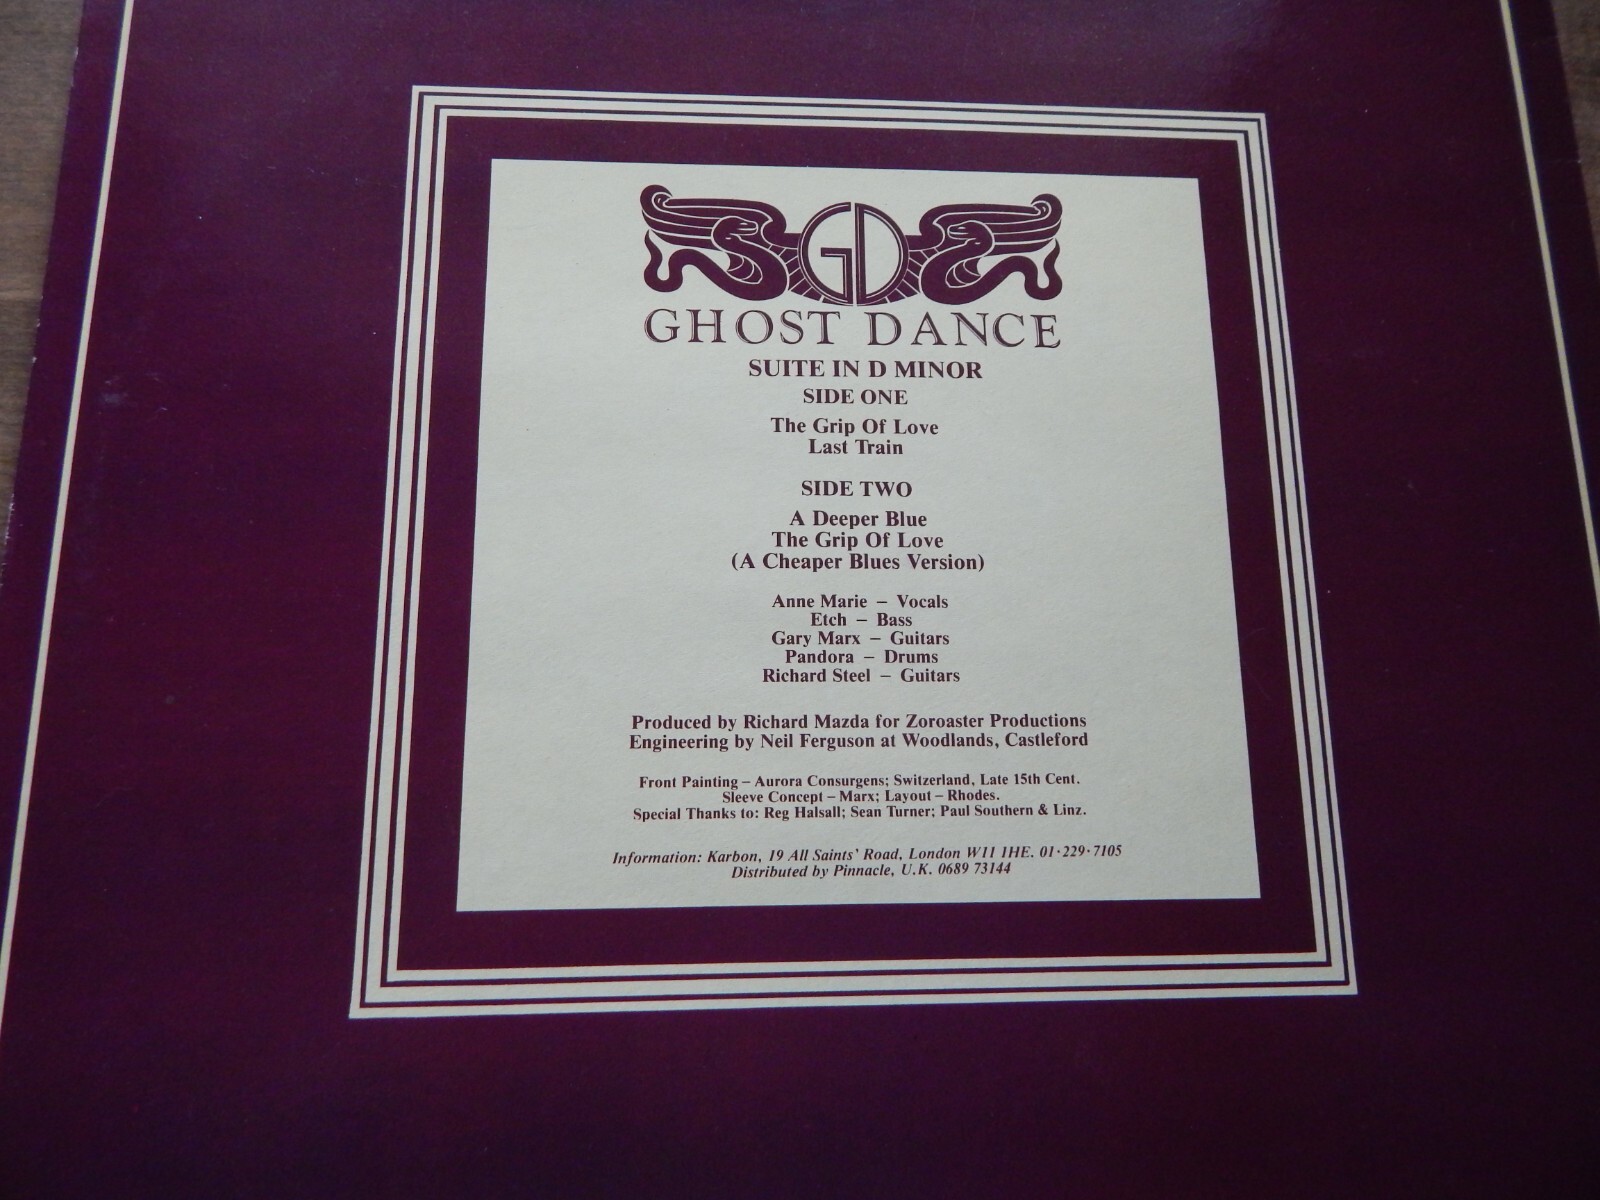 GD
GHOST DANCE
SUITE IN D MINOR
SIDE ONE
The Grip Of Love
Last Train
SIDE TWO
A Deeper Blue
The Grip Of Love
(A Cheaper Blues Version)
Anne Marie – Vocals
Etch – Bass
Gary Marx – Guitars
Pandora – Drums
Richard Steel – Guitars
Produced by Richard Mazda for Zoroaster Productions
Engineering by Neil Ferguson at Woodlands, Castleford
Front Painting – Aurora Consurgens; Switzerland, Late 15th Cent.
Sleeve Concept – Marx; Layout – Rhodes.
Special Thanks to: Reg Halsall; Sean Turner; Paul Southern & Linz.
Information: Karbon, 19 All Saints' Road, London W11 1HE. 01·229·7105
Distributed by Pinnacle, U.K. 0689 73144